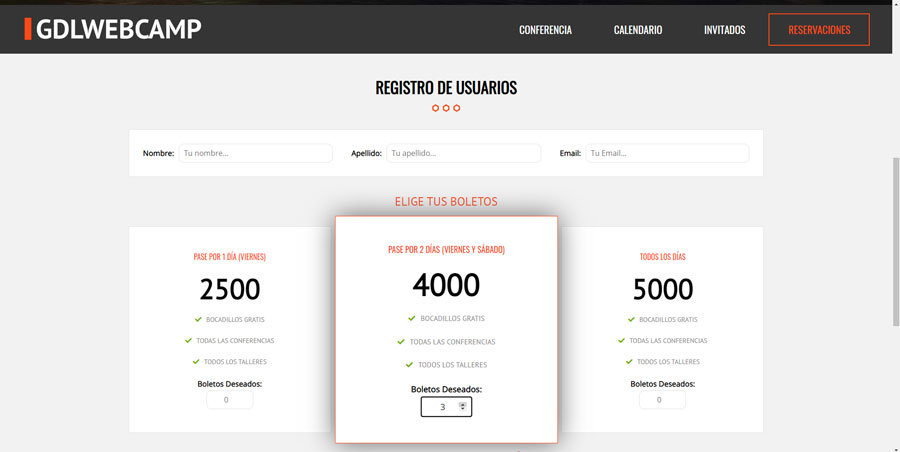 GDLWEBCAMP
CONFERENCIA CALENDARIO INVITADOS RESERVACIONES
REGISTRO DE USUARIOS
Nombre: Tu nombre... Apellido: Tu apellido... Email: Tu Email...
ELIGE TUS BOLETOS
PASE POR 1 DÍA (VIERNES)
2500
BOCADILLOS GRATIS
TODAS LAS CONFERENCIAS
TODOS LOS TALLERES
Boletos Deseados:
0
PASE POR 2 DÍAS (VIERNES Y SÁBADO)
4000
BOCADILLOS GRATIS
TODAS LAS CONFERENCIAS
TODOS LOS TALLERES
Boletos Deseados:
3
TODOS LOS DÍAS
5000
BOCADILLOS GRATIS
TODAS LAS CONFERENCIAS
TODOS LOS TALLERES
Boletos Deseados:
0